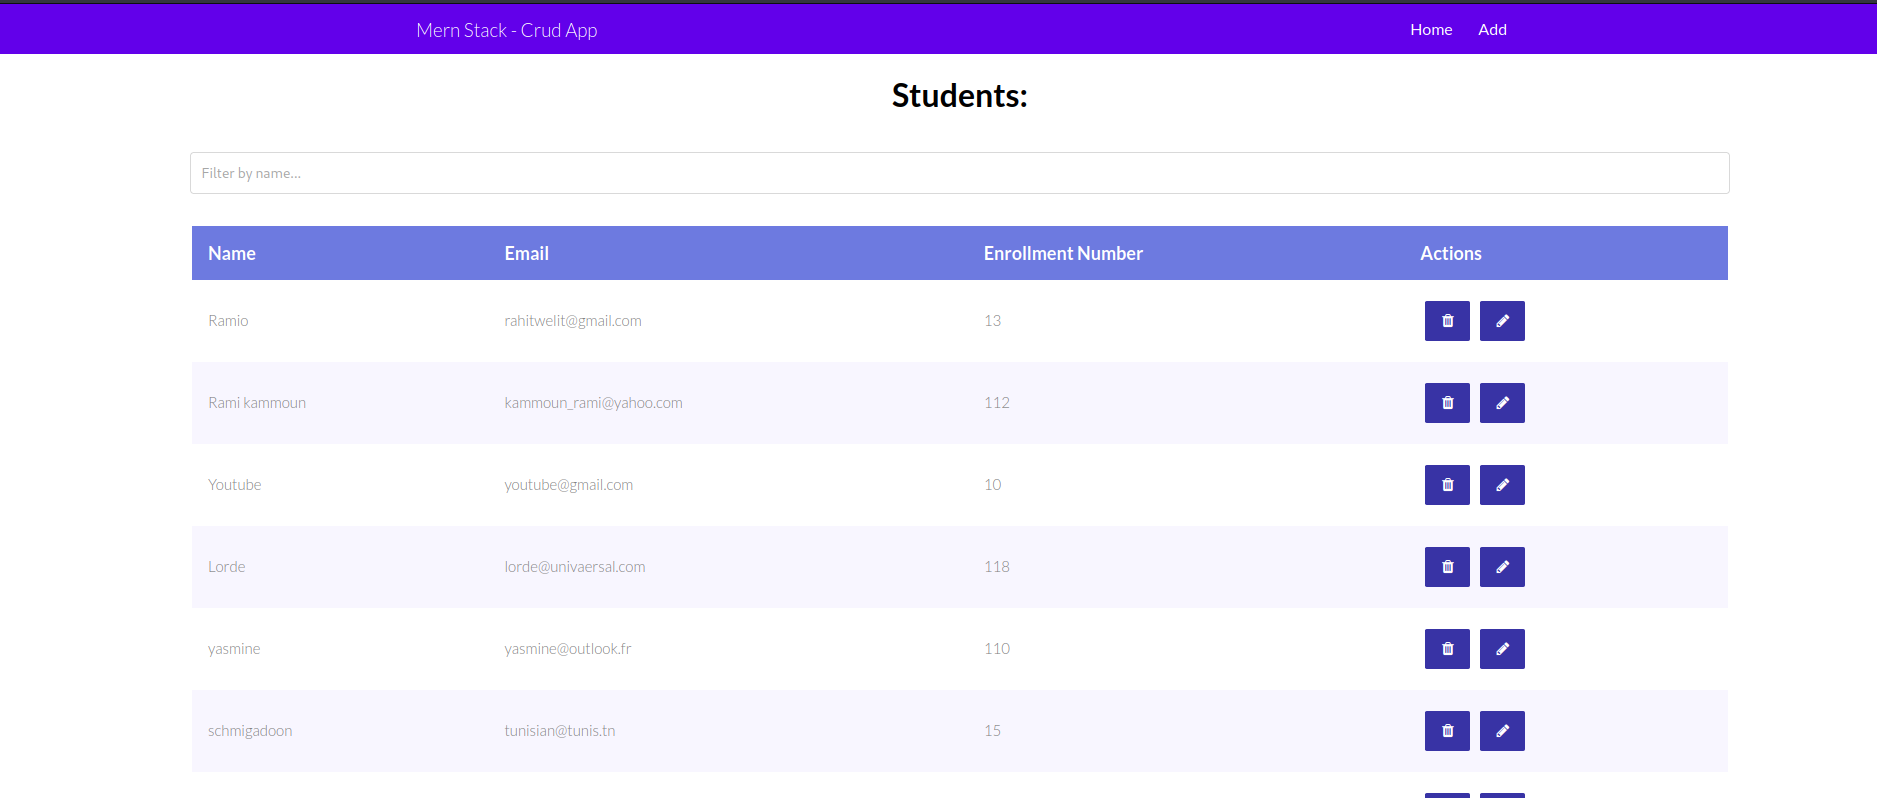 Mern Stack - Crud App Home Add
Students:
Filter by name...
Name Email Enrollment Number Actions
Ramio rahitwelit@gmail.com 13
Rami kammoun kammoun_rami@yahoo.com 112
Youtube youtube@gmail.com 10
Lorde lorde@univaersal.com 118
yasmine yasmine@outlook.fr 110
schmigadoon tunisian@tunis.tn 15